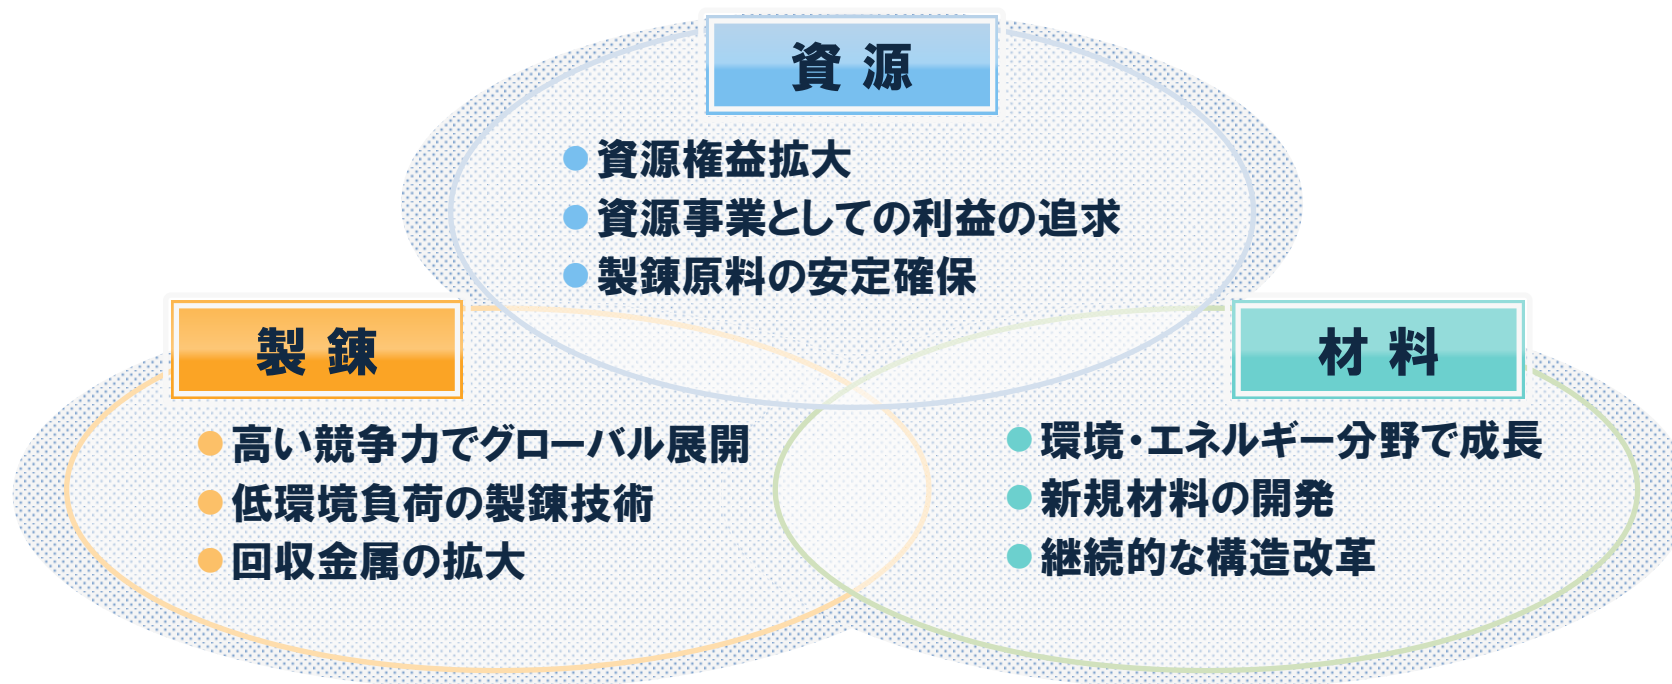 資源
資源権益拡大
資源事業としての利益の追求
製錬原料の安定確保
製錬
高い競争力でグローバル展開
低環境負荷の製錬技術
回収金属の拡大
材料
環境・エネルギー分野で成長
新規材料の開発
継続的な構造改革